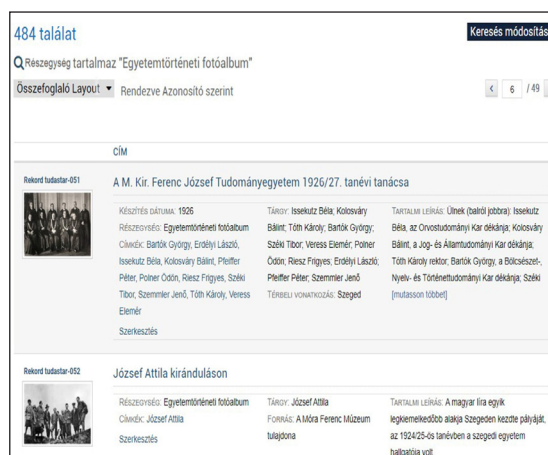 484 találat
Keresés módosítás
Részegység tartalmaz "Egyetemtörténeti fotóalbum"
Összefoglaló Layout
Rendezve Azonosító szerint
6 / 49
CÍM
Rekord tudastar-051
A M. Kir. Ferenc József Tudományegyetem 1926/27. tanévi tanácsa
KÉSZÍTÉS DÁTUMA: 1926
RÉSZEGYSÉG: Egyetemtörténeti fotóalbum
CÍMKÉK: Bartók György, Erdélyi László,
Issekutz Béla, Kolosváry Bálint, Pfeiffer
Péter, Polner Ödön, Riesz Frigyes, Széki
Tibor, Szemmler Jenő, Tóth Károly, Veress
Elemér
Szerkesztés
TÁRGY: Issekutz Béla; Kolosváry
Bálint; Tóth Károly; Bartók György;
Széki Tibor; Veress Elemér; Polner
Ödön; Riesz Frigyes; Erdélyi László;
Pfeiffer Péter; Szemmler Jenő
TÉRBELI VONATKOZÁS: Szeged
TARTALMI LEÍRÁS: Ülnek (balról jobbra): Issekutz
Béla, az Orvostudományi Kar dékánja; Kolosváry
Bálint, a Jog- és Államtudományi Kar dékánja;
Tóth Károly rektor; Bartók György, a Bölcsészet-,
Nyelv- és Történettudományi Kar dékánja; Széki
[mutasson többet]
Rekord tudastar-052
József Attila kiránduláson
RÉSZEGYSÉG: Egyetemtörténeti fotóalbum
CÍMKÉK: József Attila
Szerkesztés
TÁRGY: József Attila
FORRÁS: A Móra Ferenc Múzeum
tulajdona
TARTALMI LEÍRÁS: A magyar líra egyik
legkiemelkedőbb alakja Szegeden kezdte pályáját,
az 1924/25-ös tanévben a szegedi egyetem
hallgatója volt